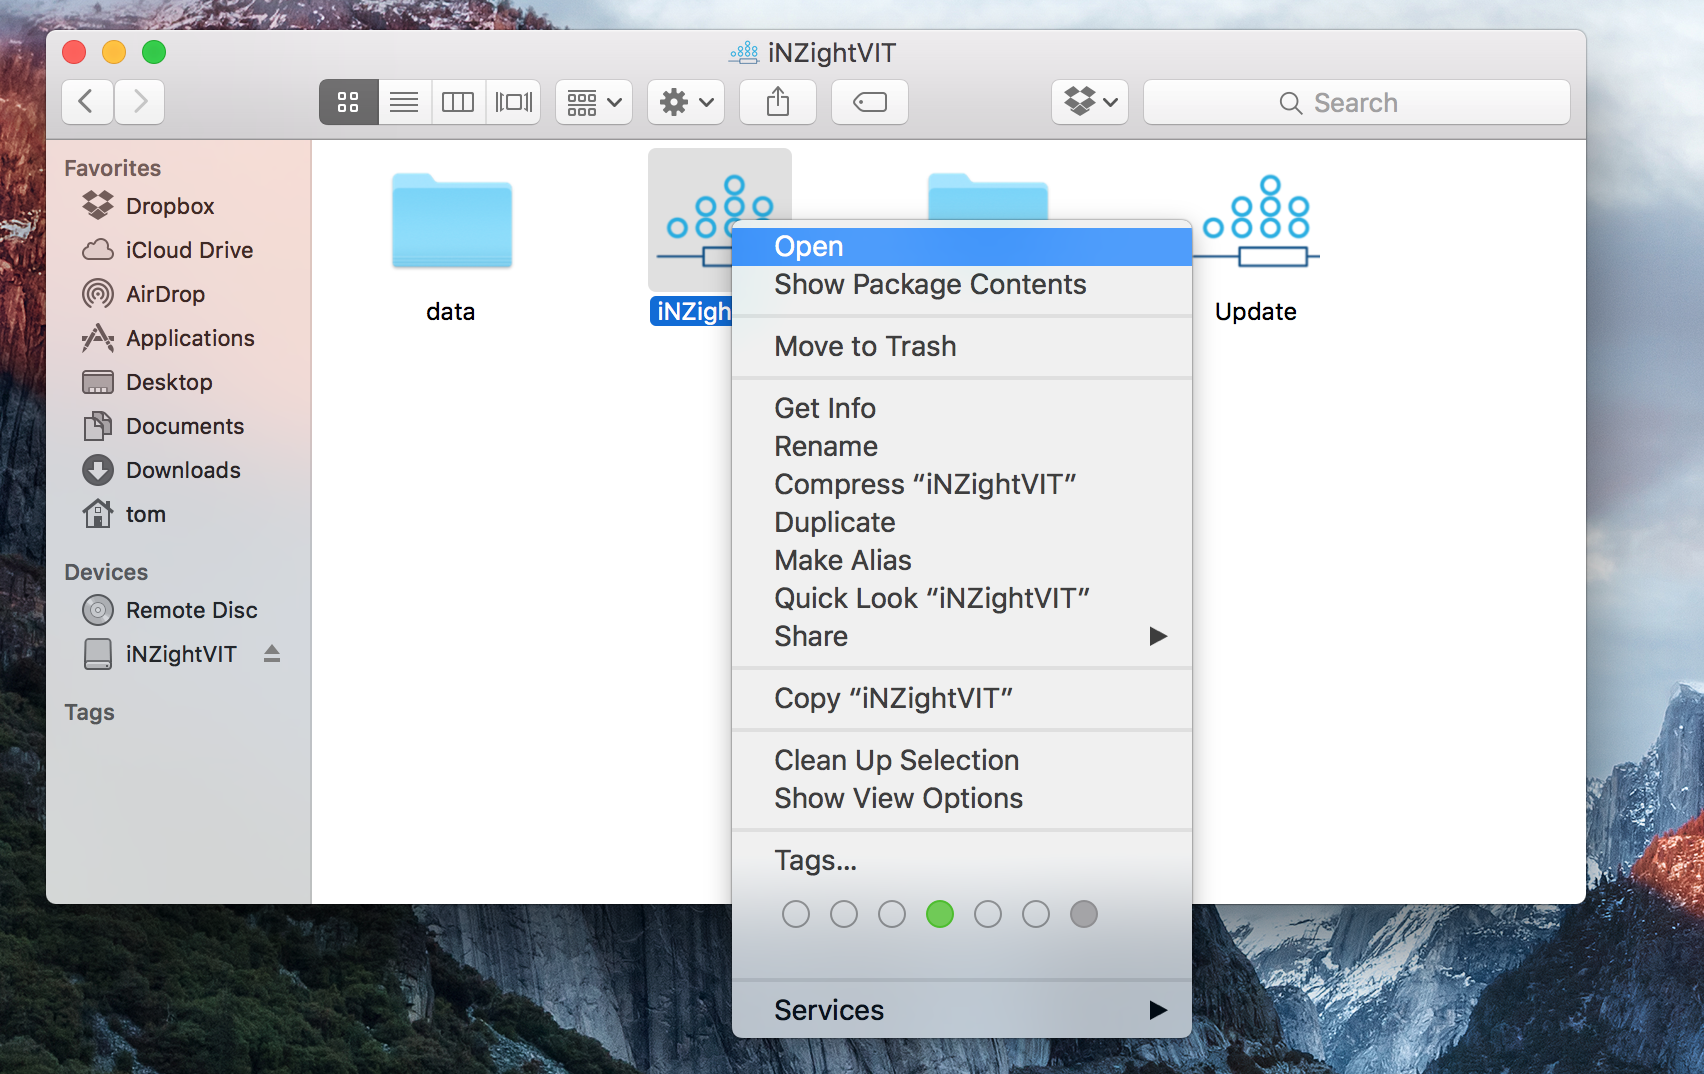 iNZightVIT
Search
Favorites
Dropbox
iCloud Drive
AirDrop
Applications
Desktop
Documents
Downloads
tom
Devices
Remote Disc
iNZightVIT
Tags
data
iNZigh
Update
Open
Show Package Contents
Move to Trash
Get Info
Rename
Compress “iNZightVIT”
Duplicate
Make Alias
Quick Look “iNZightVIT”
Share
Copy “iNZightVIT”
Clean Up Selection
Show View Options
Tags...
Services